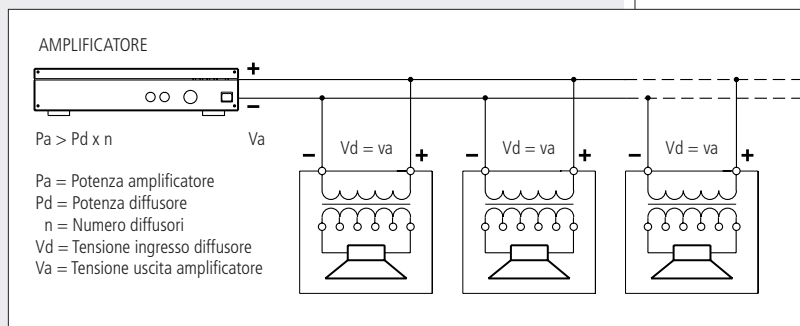 AMPLIFICATORE
+
−
Pa > Pd x n
Va
− Vd = va +
− Vd = va +
− Vd = va +
Pa = Potenza amplificatore
Pd = Potenza diffusore
n = Numero diffusori
Vd = Tensione ingresso diffusore
Va = Tensione uscita amplificatore